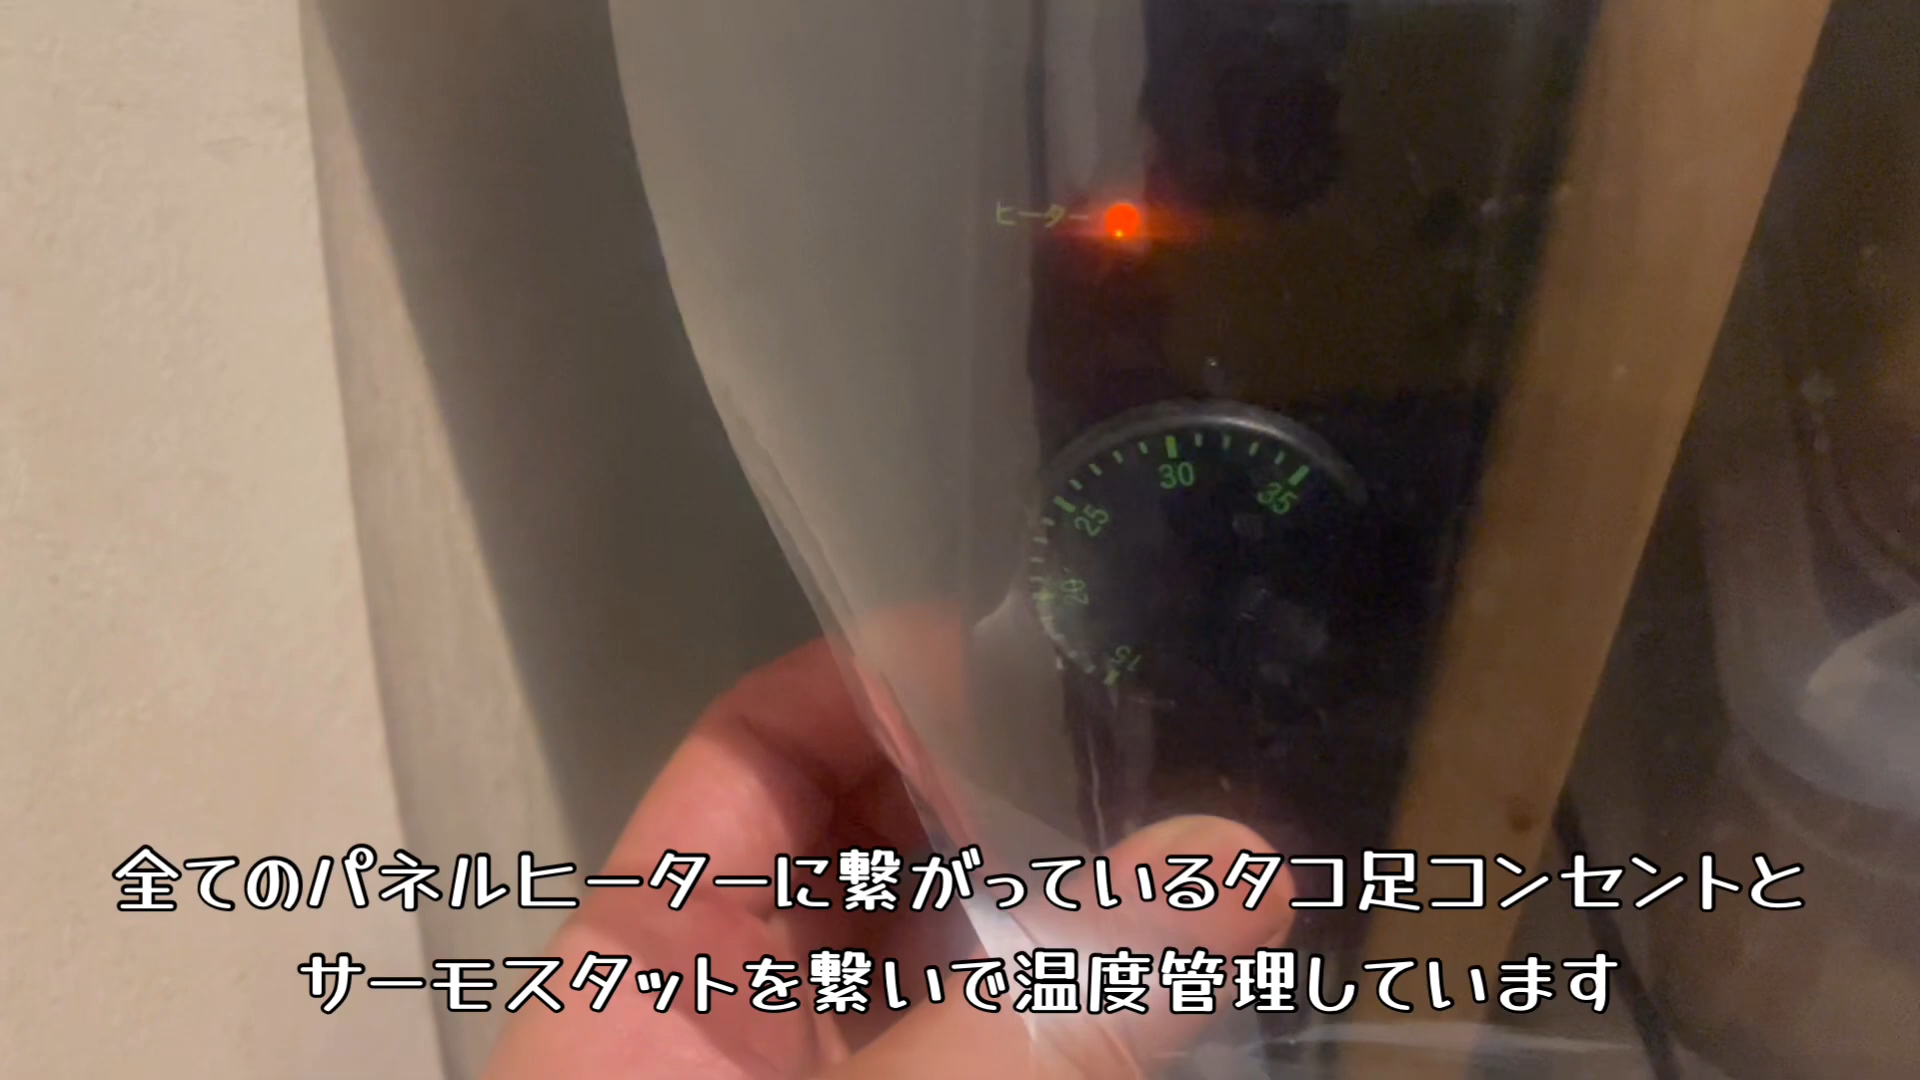 ヒーター
30
35
25
20
15
全てのパネルヒーターに繋がっているタコ足コンセントと
サーモスタットを繋いで温度管理しています